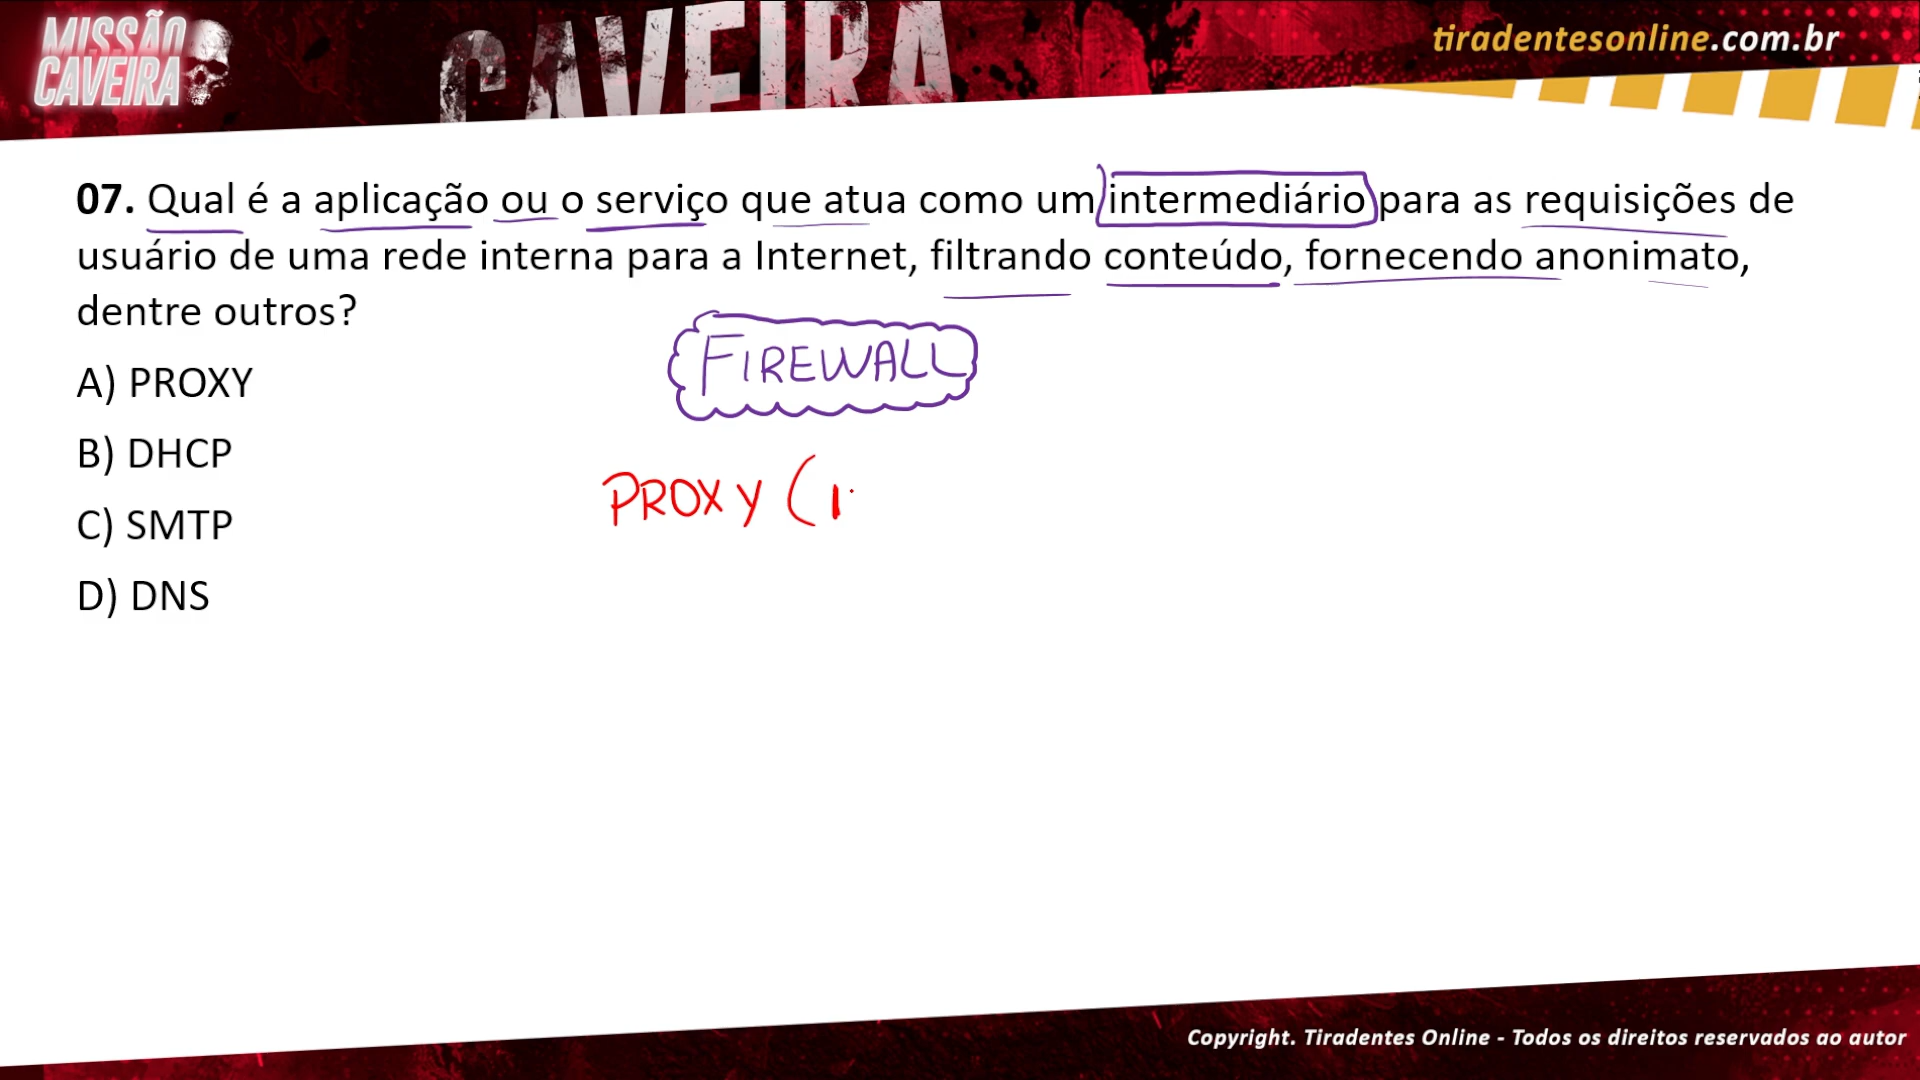 MISSÃO
CAVEIRA
CAVEIRA
tiradentesonline.com.br
07. Qual é a aplicação ou o serviço que atua como um intermediário para as requisições de
usuário de uma rede interna para a Internet, filtrando conteúdo, fornecendo anonimato,
dentre outros?
FIREWALL
A) PROXY
B) DHCP
PROXY (I
C) SMTP
D) DNS
Copyright. Tiradentes Online - Todos os direitos reservados ao autor